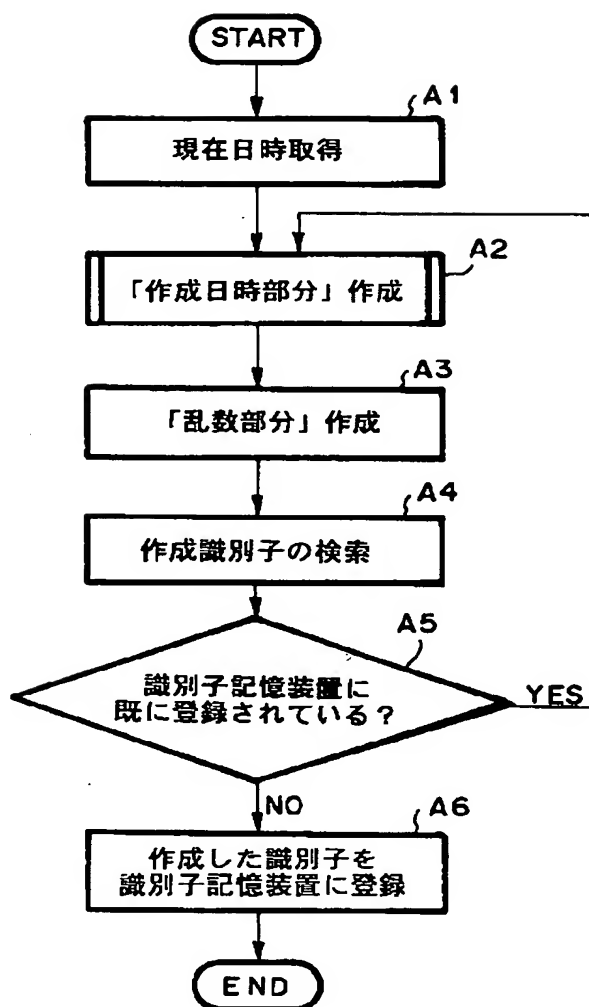 START
A1
現在日時取得
A2
「作成日時部分」作成
A3
「乱数部分」作成
A4
作成識別子の検索
A5
識別子記憶装置に
既に登録されている？
YES
NO
A6
作成した識別子を
識別子記憶装置に登録
END